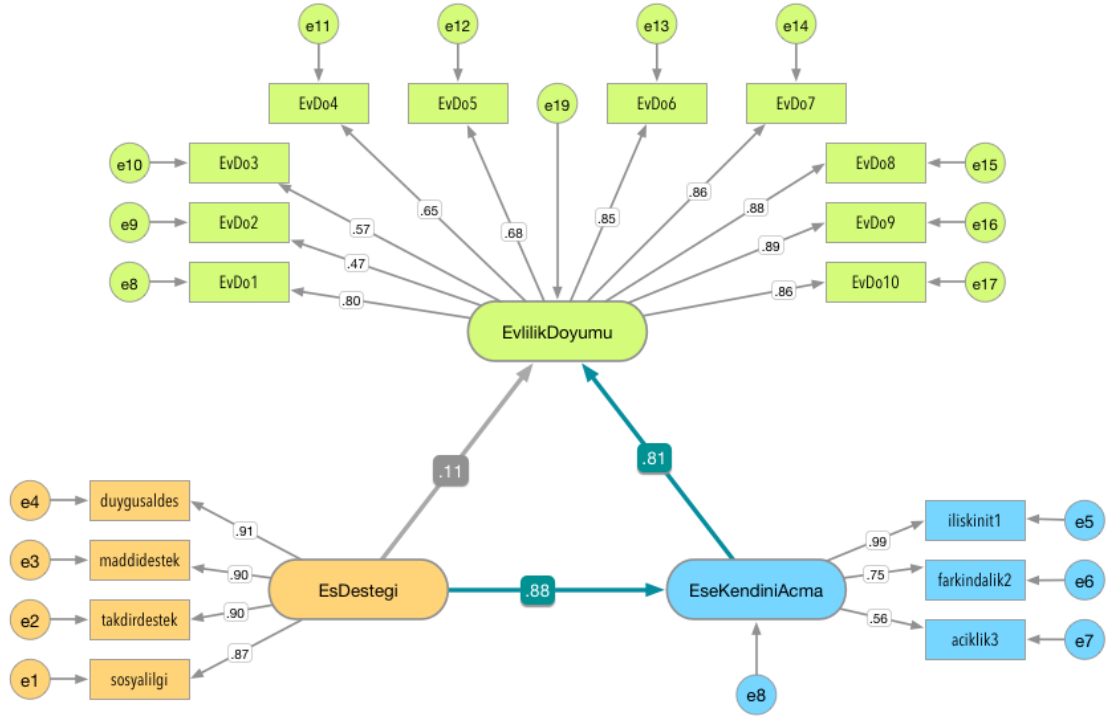 e11
e12
e13
e14
EvDo4
EvDo5
e19
EvDo6
EvDo7
e10
EvDo3
EvDo8
e15
e9
EvDo2
EvDo9
e16
e8
EvDo1
EvDo10
e17
.80
.47
.57
.65
.68
.85
.86
.88
.89
.86
EvlilikDoyumu
.11
.81
e4
duygusaldes
.91
e3
maddidestek
.90
e2
takdirdestek
.90
e1
sosyalilgi
.87
EsDestegi
.88
EseKendiniAcma
.99
iliskinit1
e5
.75
farkindalik2
e6
.56
aciklik3
e7
e8